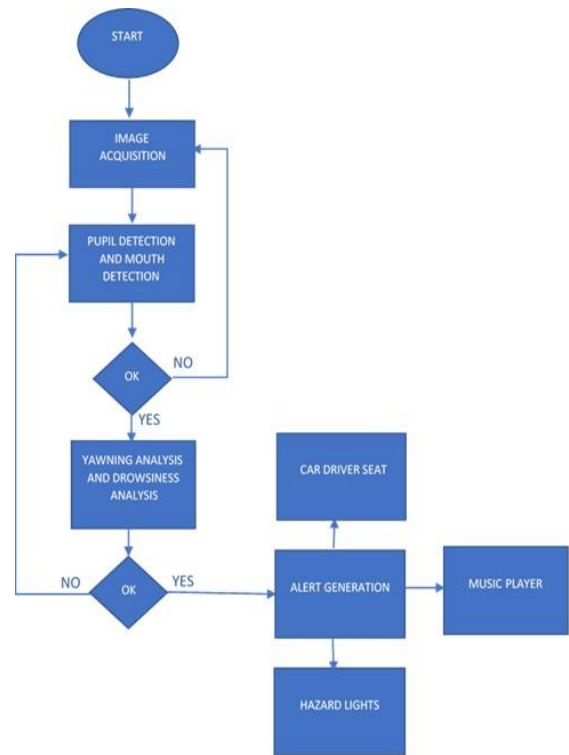 START
IMAGE
ACQUISITION
PUPIL DETECTION
AND MOUTH
DETECTION
OK
NO
YES
YAWNING ANALYSIS
AND DROWSINESS
ANALYSIS
CAR DRIVER SEAT
NO
OK
YES
ALERT GENERATION
MUSIC PLAYER
HAZARD LIGHTS